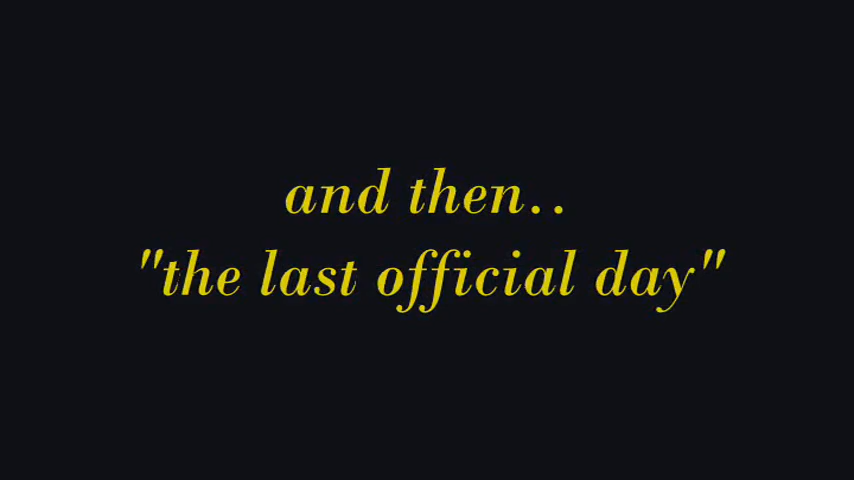 and then..
"the last official day"